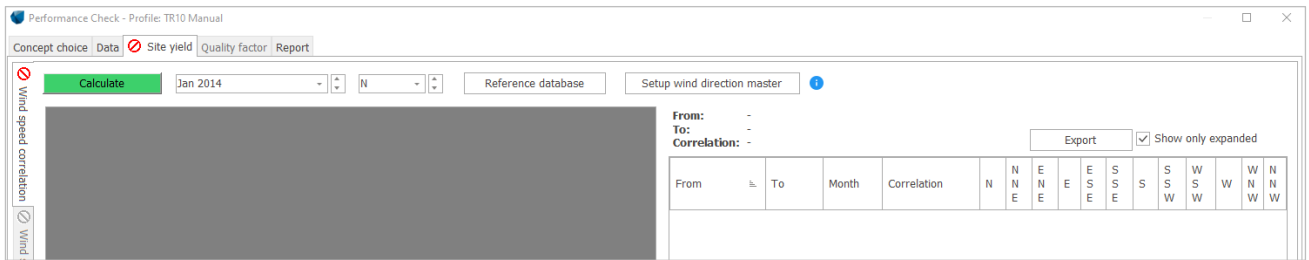 Performance Check - Profile: TR10 Manual
Concept choice Data Site yield Quality factor Report
Calculate Jan 2014 N Reference database Setup wind direction master
Wind speed correlation
Wind s
From: -
To: -
Correlation: -
Export Show only expanded
From To Month Correlation N NNE ENE E ESE SSE S SSW WSW W WNW NNW